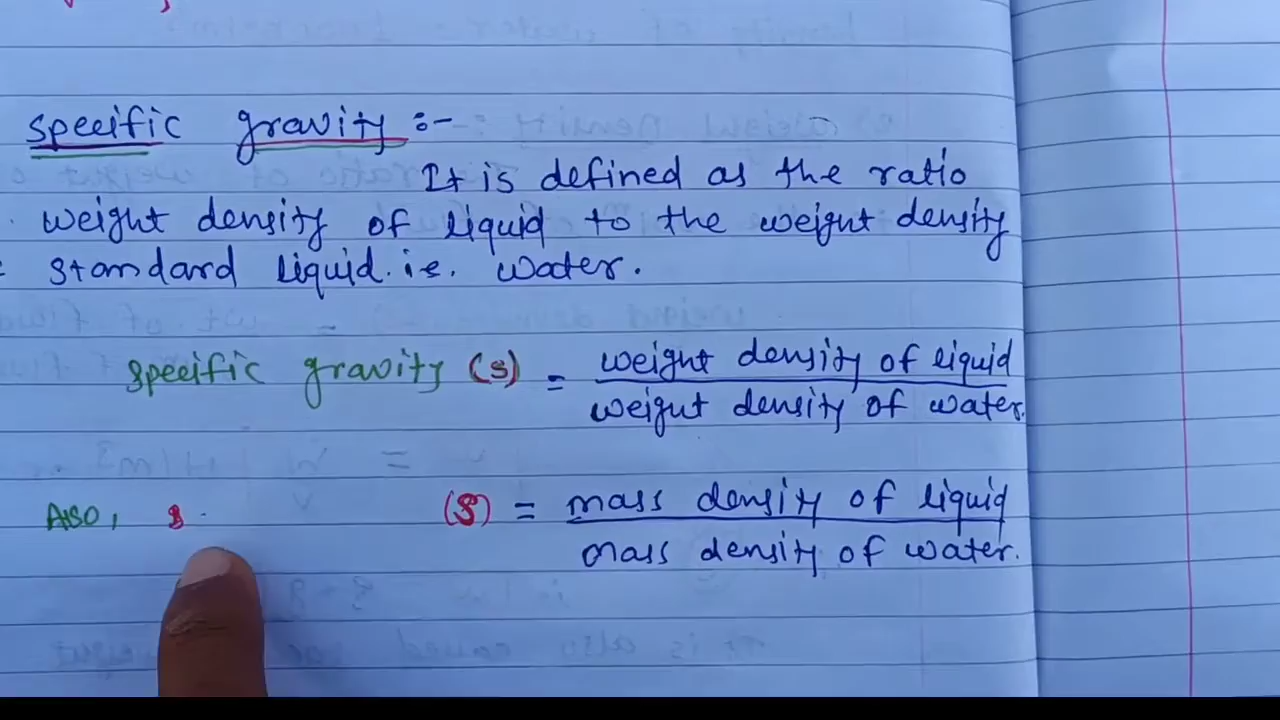 specific gravity :-
It is defined as the ratio
weight density of liquid to the weight density
standard liquid. i.e. water.
specific gravity (s) = weight density of liquid
weight density of water.
Also, s (s) = mass density of liquid
mass density of water.